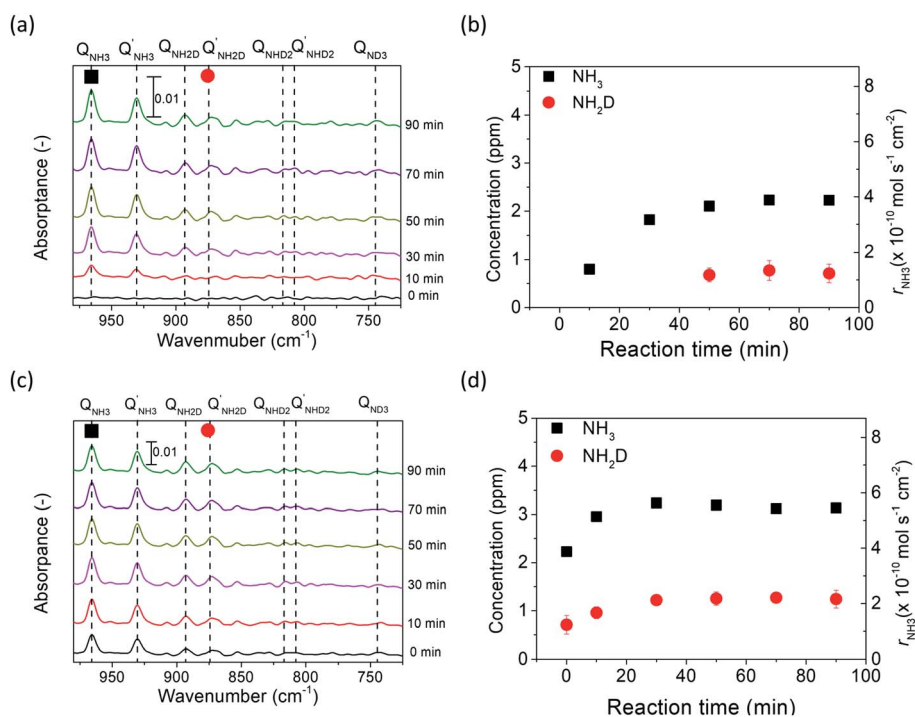 (a)
Q_NH3 Q'_NH3 Q_NH2D Q'_NH2D Q_NHD2 Q'_NHD2 Q_ND3
0.01
90 min
70 min
50 min
30 min
10 min
0 min
Absorptance (-)
950 900 850 800 750
Wavenmuber (cm⁻¹)
(b)
NH₃
NH₂D
5
4
3
2
1
0
Concentration (ppm)
8
6
4
2
0
r_NH3(x 10⁻¹⁰ mol s⁻¹ cm⁻²)
0 20 40 60 80 100
Reaction time (min)
(c)
Q_NH3 Q'_NH3 Q_NH2D Q'_NH2D Q_NHD2 Q'_NHD2 Q_ND3
0.01
90 min
70 min
50 min
30 min
10 min
0 min
Absorpance (-)
950 900 850 800 750
Wavenumber (cm⁻¹)
(d)
NH₃
NH₂D
5
4
3
2
1
0
Concentration (ppm)
8
6
4
2
0
r_NH3(x 10⁻¹⁰ mol s⁻¹ cm⁻²)
0 20 40 60 80 100
Reaction time (min)